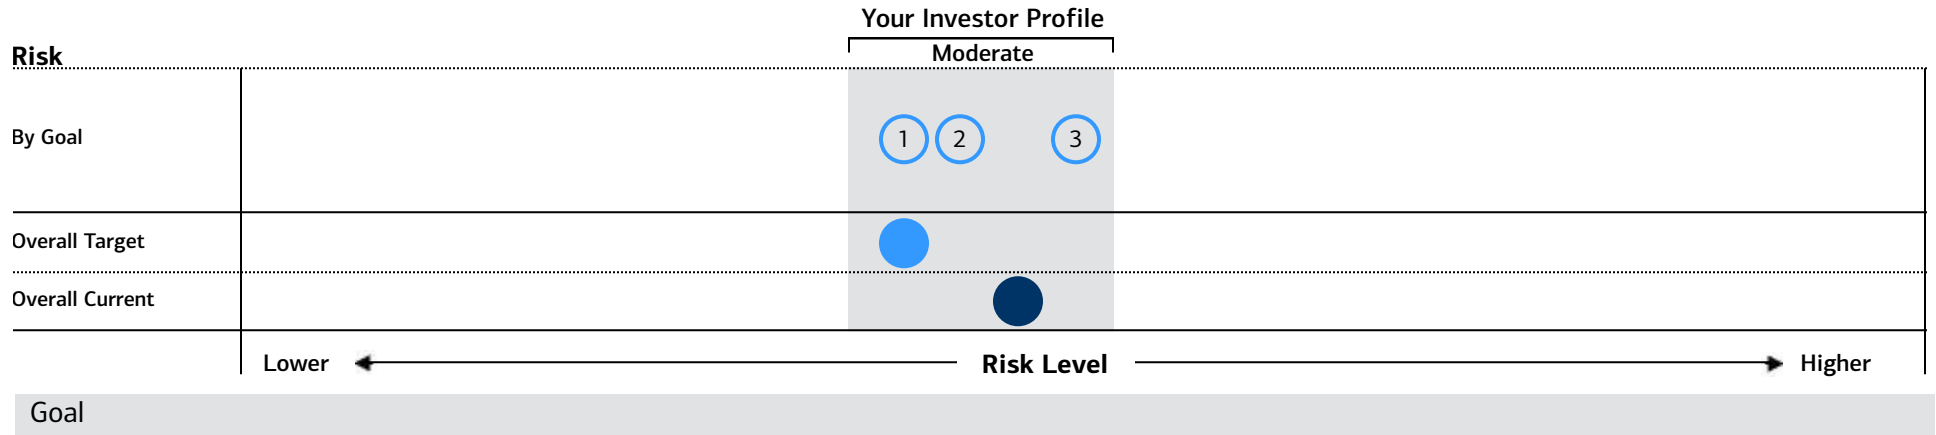 Your Investor Profile
Moderate
Risk
By Goal
1 2 3
Overall Target
Overall Current
Lower Risk Level Higher
Goal